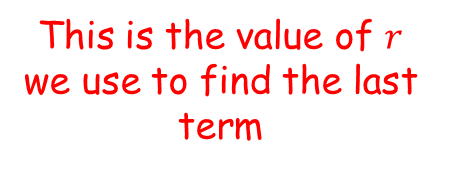 This is the value of r
we use to find the last
term